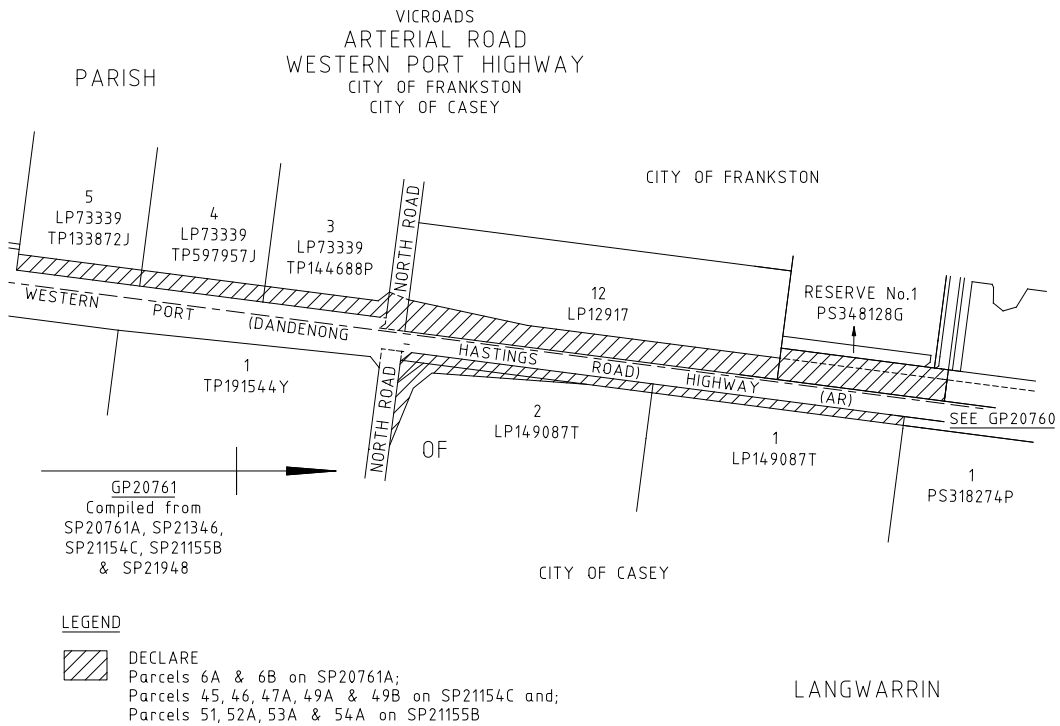 VICROADS
ARTERIAL ROAD
WESTERN PORT HIGHWAY
CITY OF FRANKSTON
CITY OF CASEY
PARISH
CITY OF FRANKSTON
5
LP73339
TP133872J
4
LP73339
TP597957J
3
LP73339
TP144688P
NORTH ROAD
12
LP12917
RESERVE No.1
PS348128G
WESTERN PORT (DANDENONG HASTINGS ROAD) HIGHWAY (AR)
SEE GP20760
1
TP191544Y
NORTH ROAD
OF
2
LP149087T
1
LP149087T
1
PS318274P
GP20761
Compiled from
SP20761A, SP21346,
SP21154C, SP21155B
& SP21948
CITY OF CASEY
LEGEND
DECLARE
Parcels 6A & 6B on SP20761A;
Parcels 45, 46, 47A, 49A & 49B on SP21154C and;
Parcels 51, 52A, 53A & 54A on SP21155B
LANGWARRIN